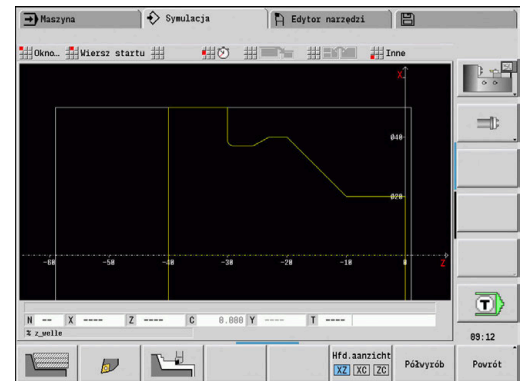 Maszyna Symulacja Edytor narzędzi
Okno… Wiersz startu Inne
X
Ø40
Ø20
-60 -50 -40 -30 -20 -10 0 Z
N -- X ---- Z ---- C 0.000 Y ---- T ----
% z_welle
T
09:12
Hfd.aanzicht
XZ XC ZC
Półwyrób
Powrót